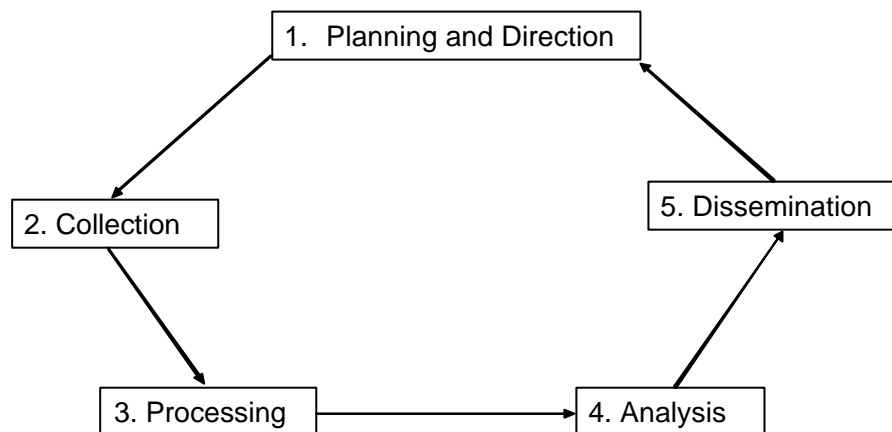 1. Planning and Direction
2. Collection
5. Dissemination
3. Processing
4. Analysis